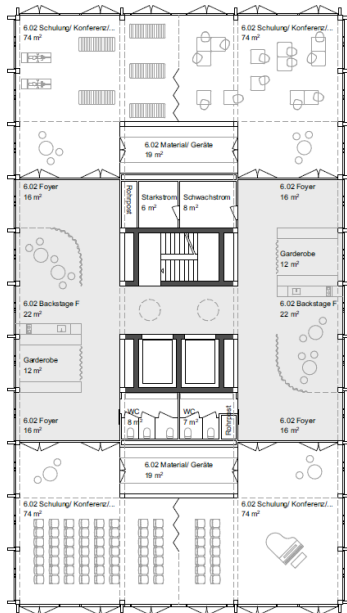 6.02 Schulung/ Konferenz/...
74 m²
6.02 Schulung/ Konferenz/...
74 m²
6.02 Material/ Geräte
19 m²
6.02 Foyer
16 m²
Rohrpost
Starkstrom
6 m²
Schwachstrom
8 m²
6.02 Foyer
16 m²
Garderobe
12 m²
6.02 Backstage F
22 m²
6.02 Backstage F
22 m²
Garderobe
12 m²
6.02 Foyer
16 m²
WC
8 m²
WC
7 m²
Rohrpost
6.02 Foyer
16 m²
6.02 Material/ Geräte
19 m²
6.02 Schulung/ Konferenz/...
74 m²
6.02 Schulung/ Konferenz/...
74 m²